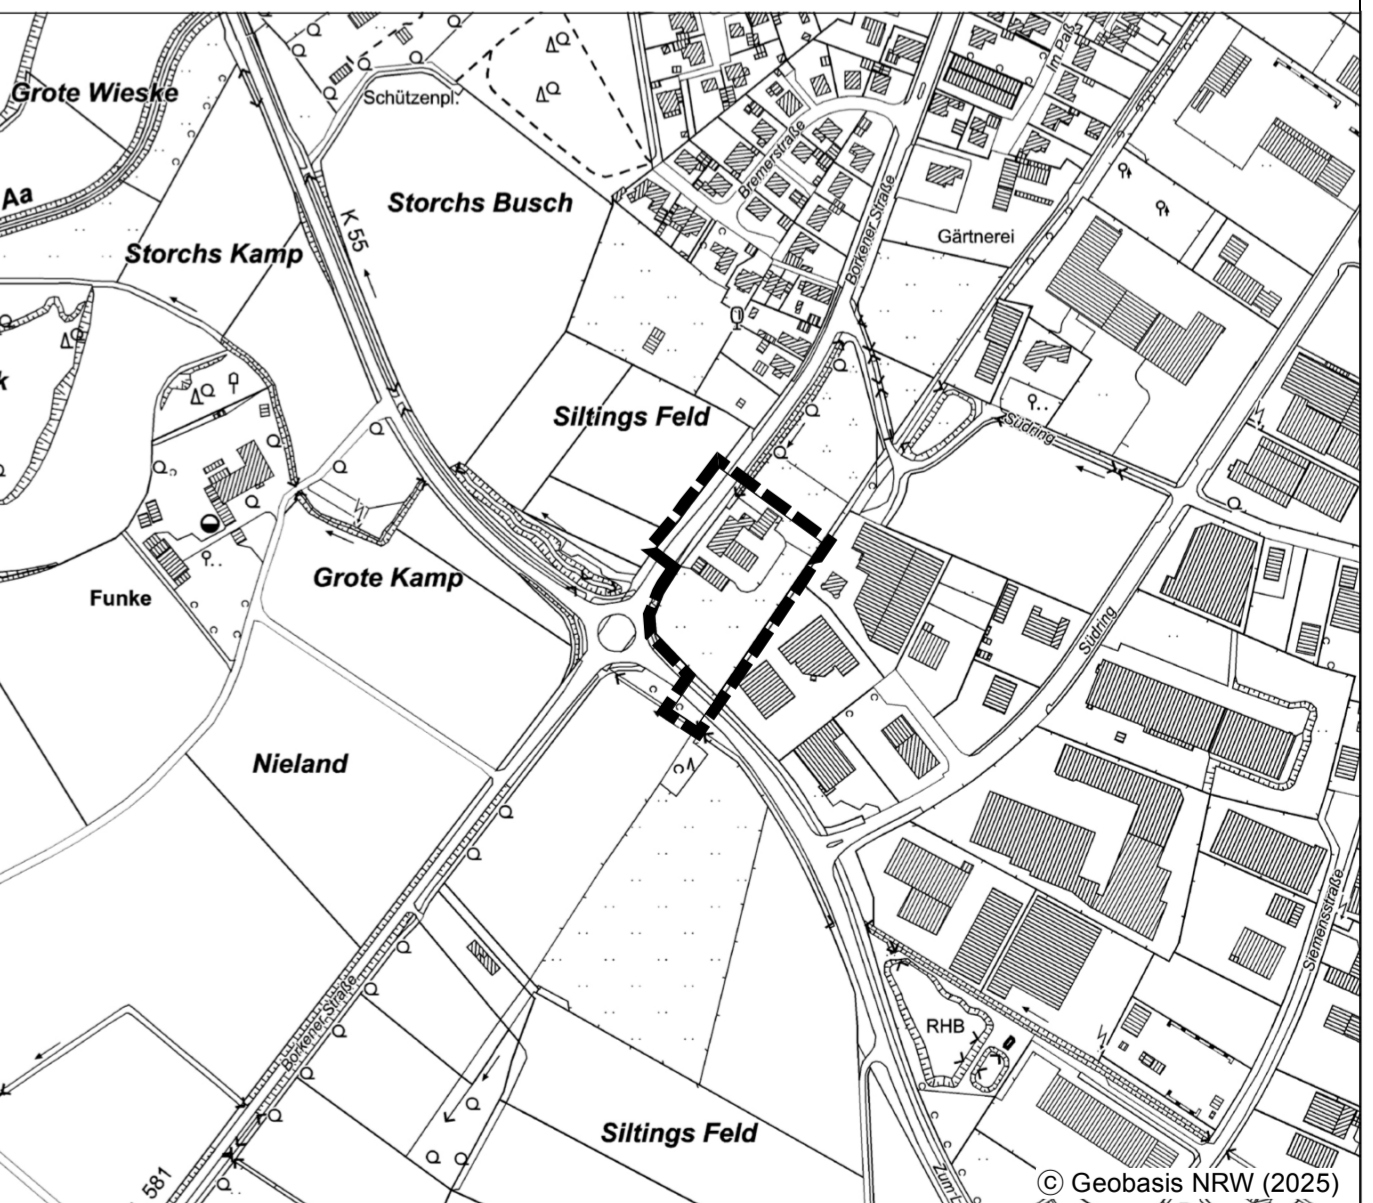 Grote Wieske
Schützenpl.
Im Paß
Aa
Storchs Busch
Bremerstraße
Borkener Straße
K 55
Gärtnerei
Storchs Kamp
k
Siltings Feld
Südring
Grote Kamp
Funke
Südring
Nieland
Siemensstraße
Borkener Straße
RHB
Siltings Feld
581
© Geobasis NRW (2025)